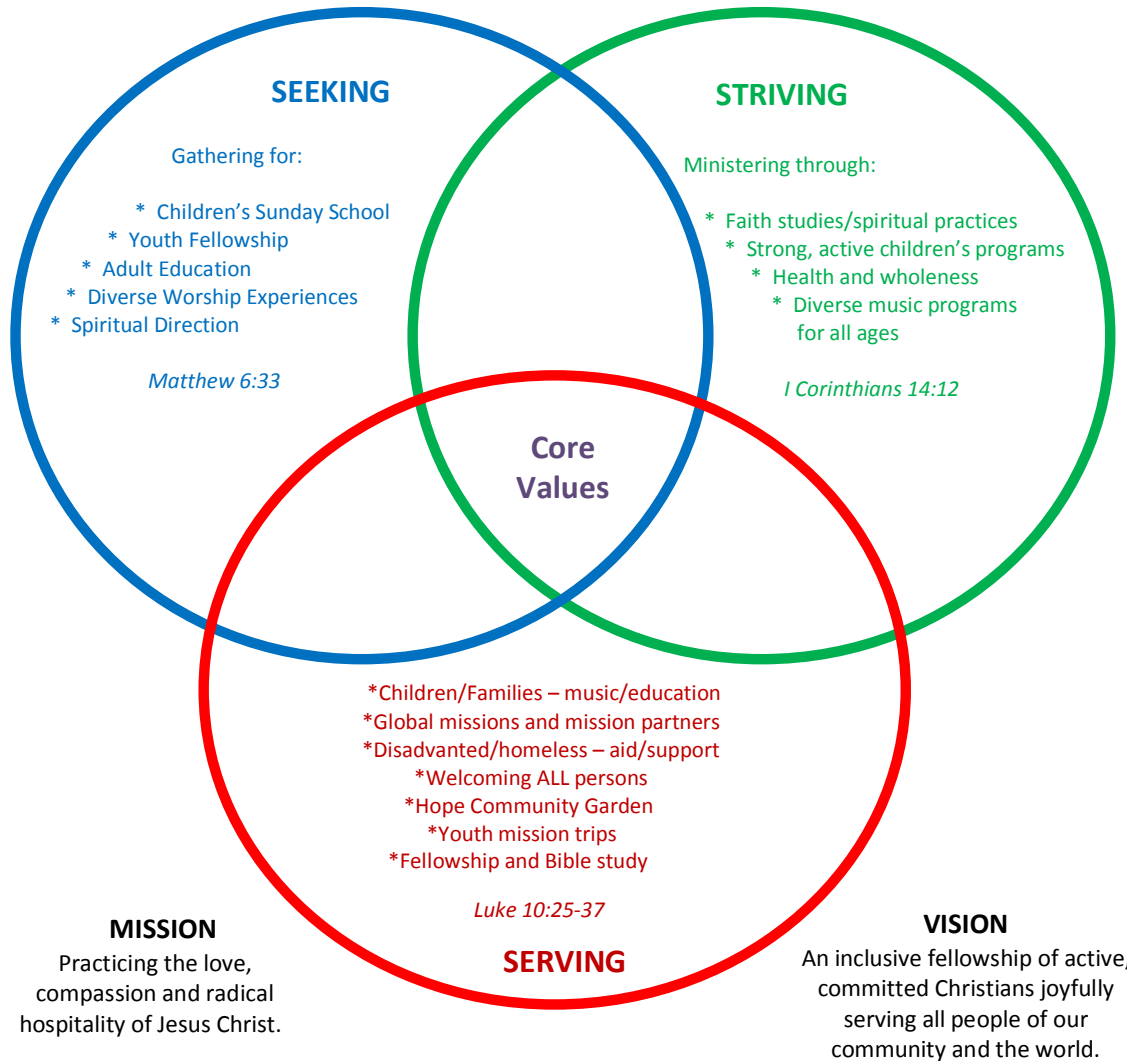 SEEKING
Gathering for:
* Children’s Sunday School
* Youth Fellowship
* Adult Education
* Diverse Worship Experiences
* Spiritual Direction
Matthew 6:33
STRIVING
Ministering through:
* Faith studies/spiritual practices
* Strong, active children’s programs
* Health and wholeness
* Diverse music programs
for all ages
I Corinthians 14:12
Core
Values
*Children/Families – music/education
*Global missions and mission partners
*Disadvanted/homeless – aid/support
*Welcoming ALL persons
*Hope Community Garden
*Youth mission trips
*Fellowship and Bible study
Luke 10:25-37
SERVING
MISSION
Practicing the love,
compassion and radical
hospitality of Jesus Christ.
VISION
An inclusive fellowship of active,
committed Christians joyfully
serving all people of our
community and the world.